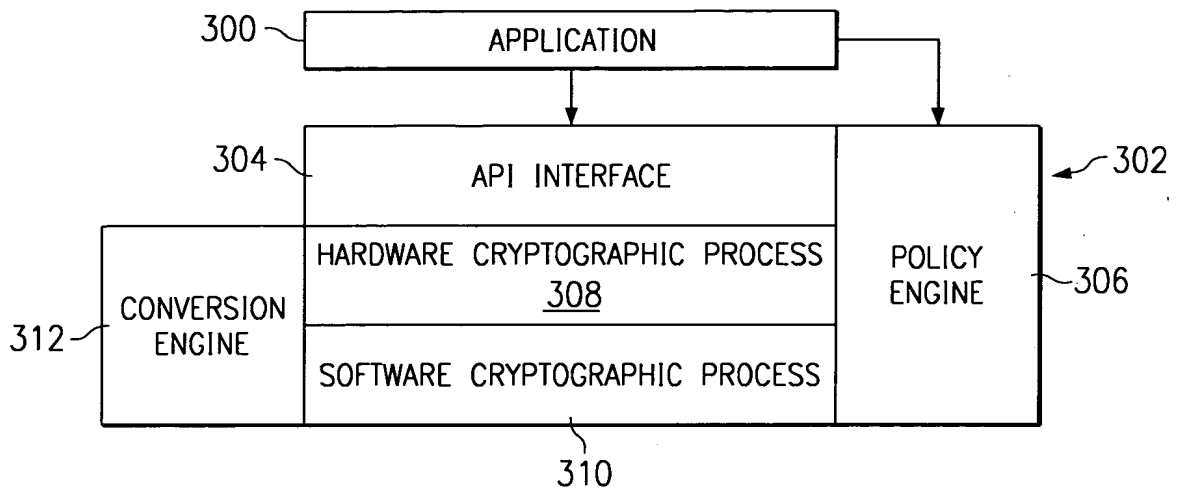 300
APPLICATION
304
API INTERFACE
302
HARDWARE CRYPTOGRAPHIC PROCESS
308
POLICY
ENGINE
306
CONVERSION
ENGINE
312
SOFTWARE CRYPTOGRAPHIC PROCESS
310